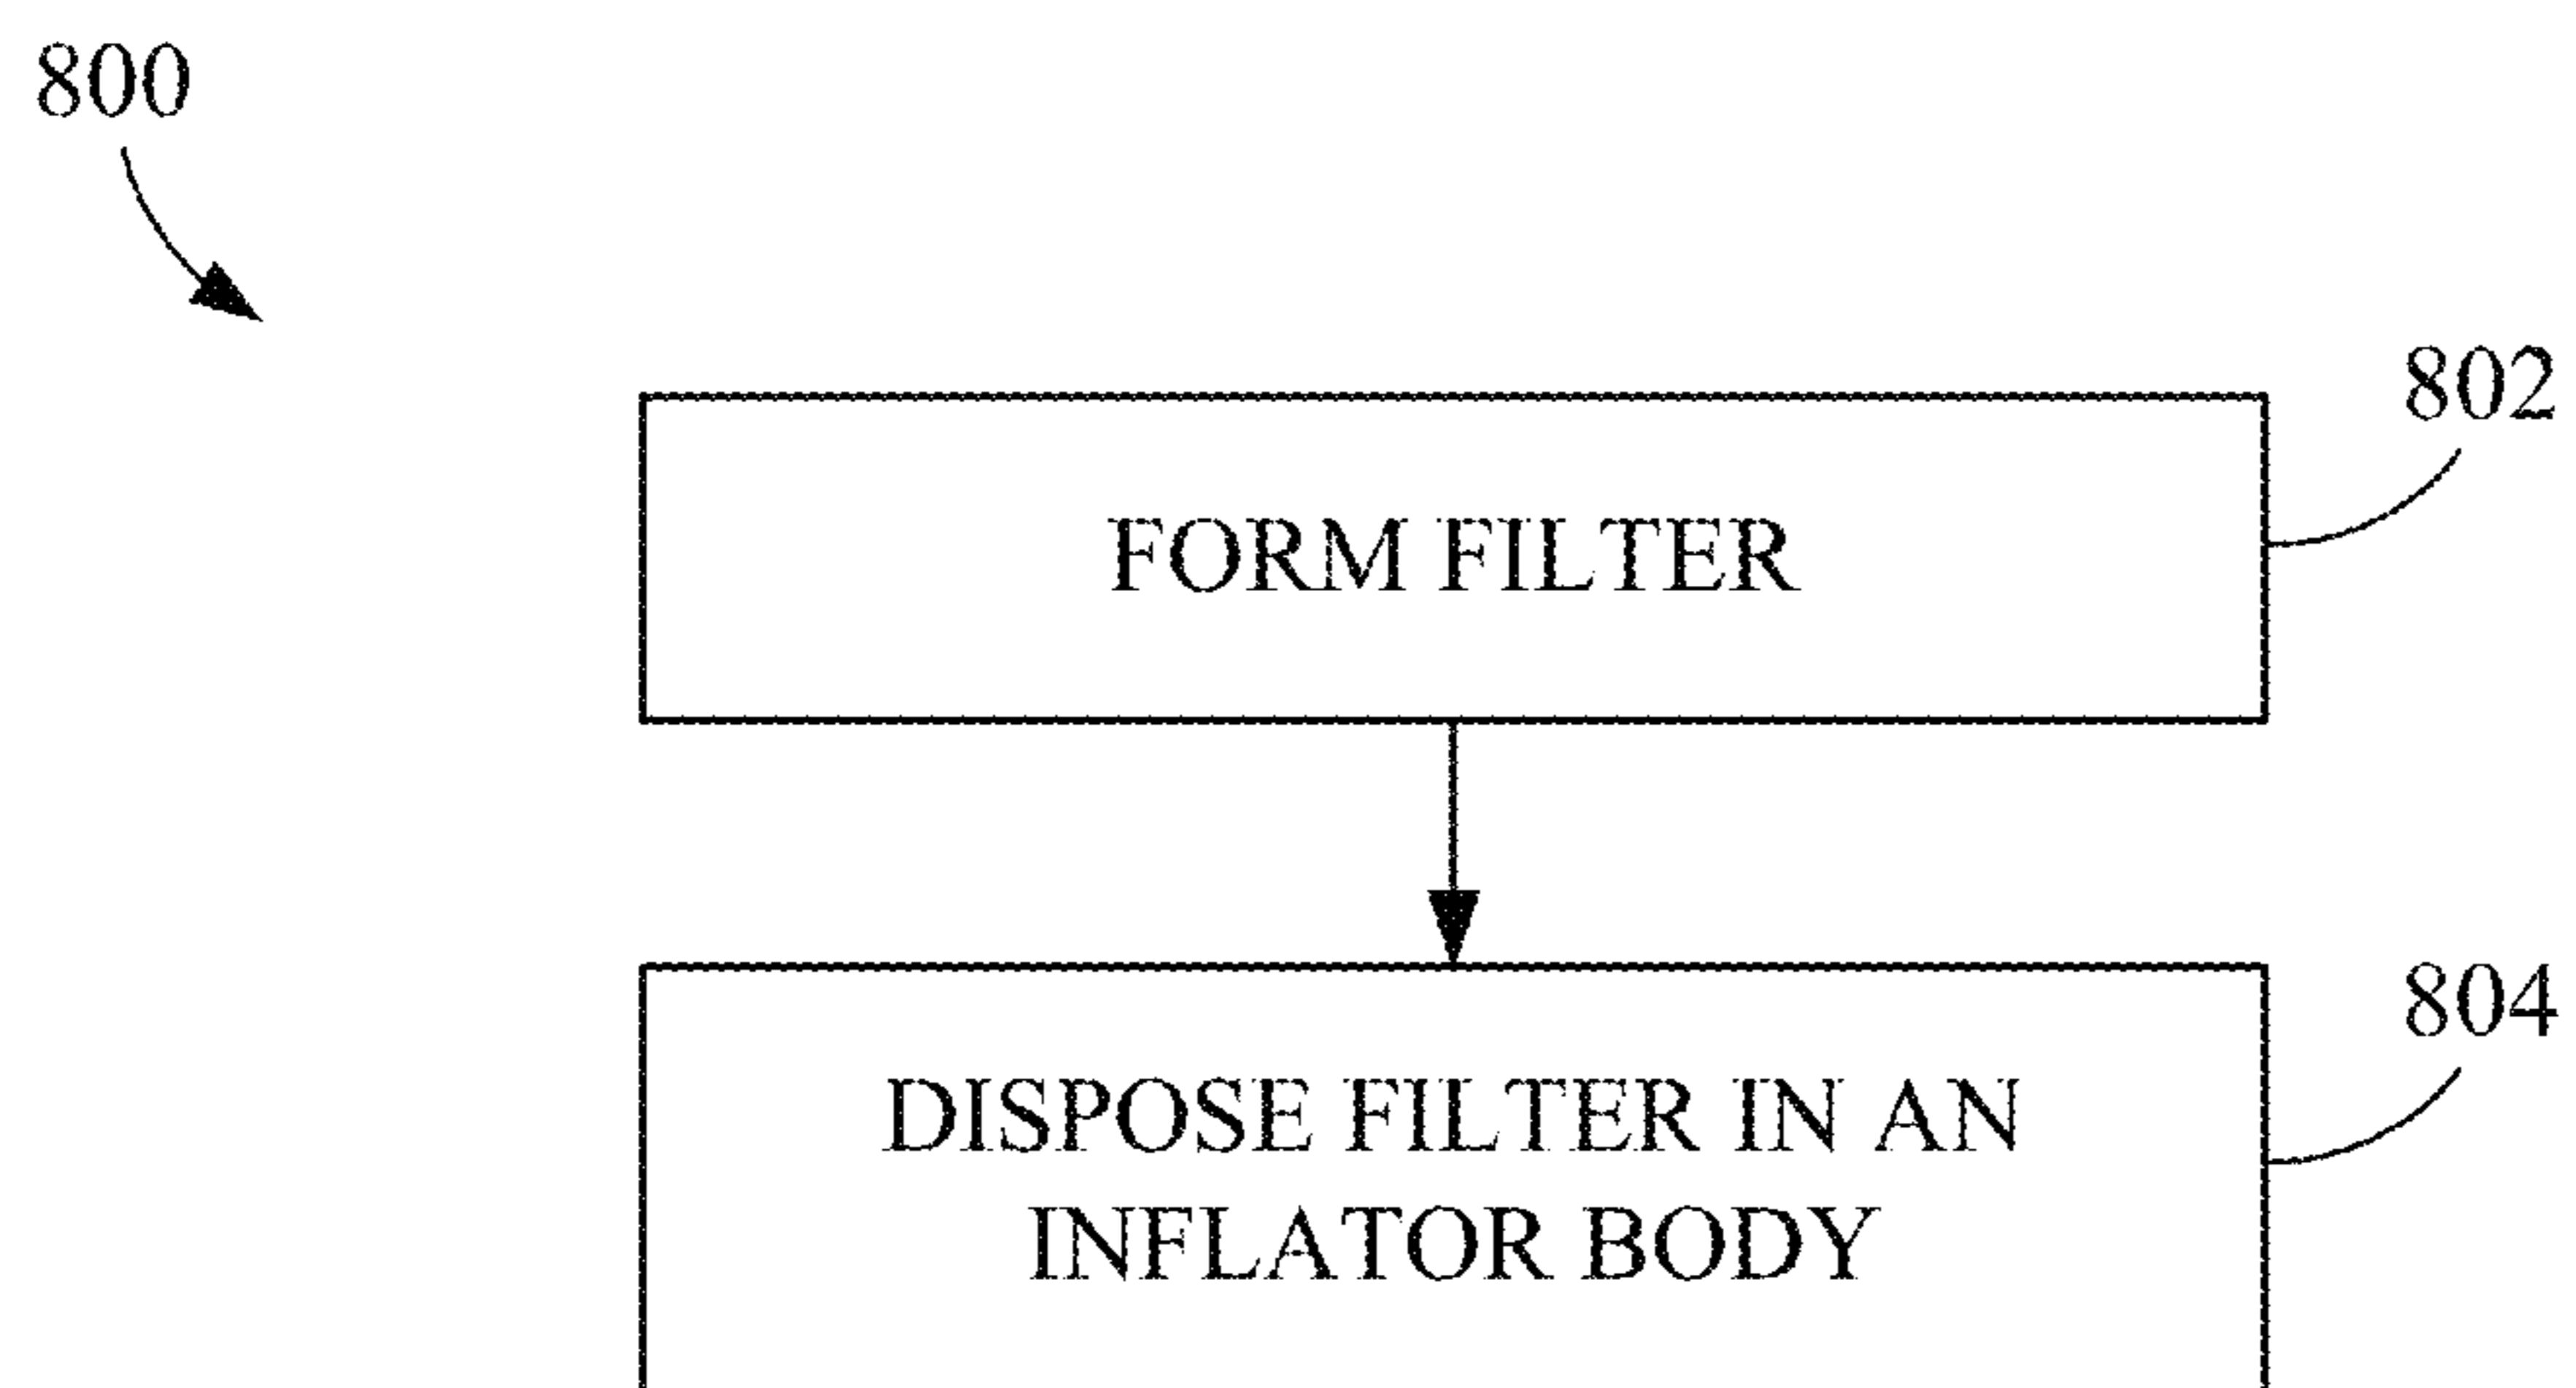 800
802
FORM FILTER
804
DISPOSE FILTER IN AN
INFLATOR BODY